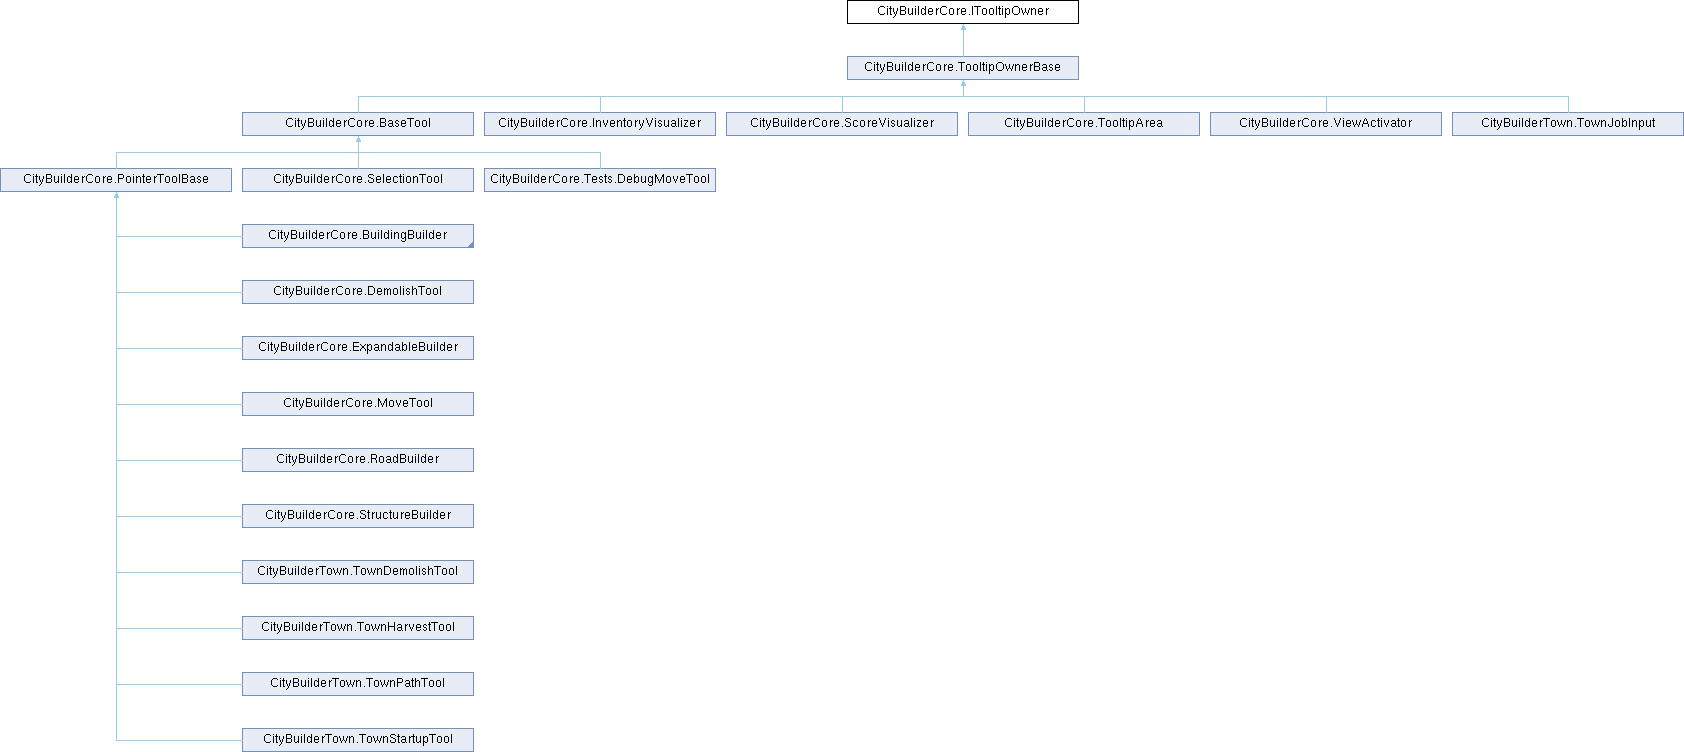 CityBuilderCore.ITooltipOwner
CityBuilderCore.TooltipOwnerBase
CityBuilderCore.BaseTool
CityBuilderCore.InventoryVisualizer
CityBuilderCore.ScoreVisualizer
CityBuilderCore.TooltipArea
CityBuilderCore.ViewActivator
CityBuilderTown.TownJobInput
CityBuilderCore.PointerToolBase
CityBuilderCore.SelectionTool
CityBuilderCore.Tests.DebugMoveTool
CityBuilderCore.BuildingBuilder
CityBuilderCore.DemolishTool
CityBuilderCore.ExpandableBuilder
CityBuilderCore.MoveTool
CityBuilderCore.RoadBuilder
CityBuilderCore.StructureBuilder
CityBuilderTown.TownDemolishTool
CityBuilderTown.TownHarvestTool
CityBuilderTown.TownPathTool
CityBuilderTown.TownStartupTool